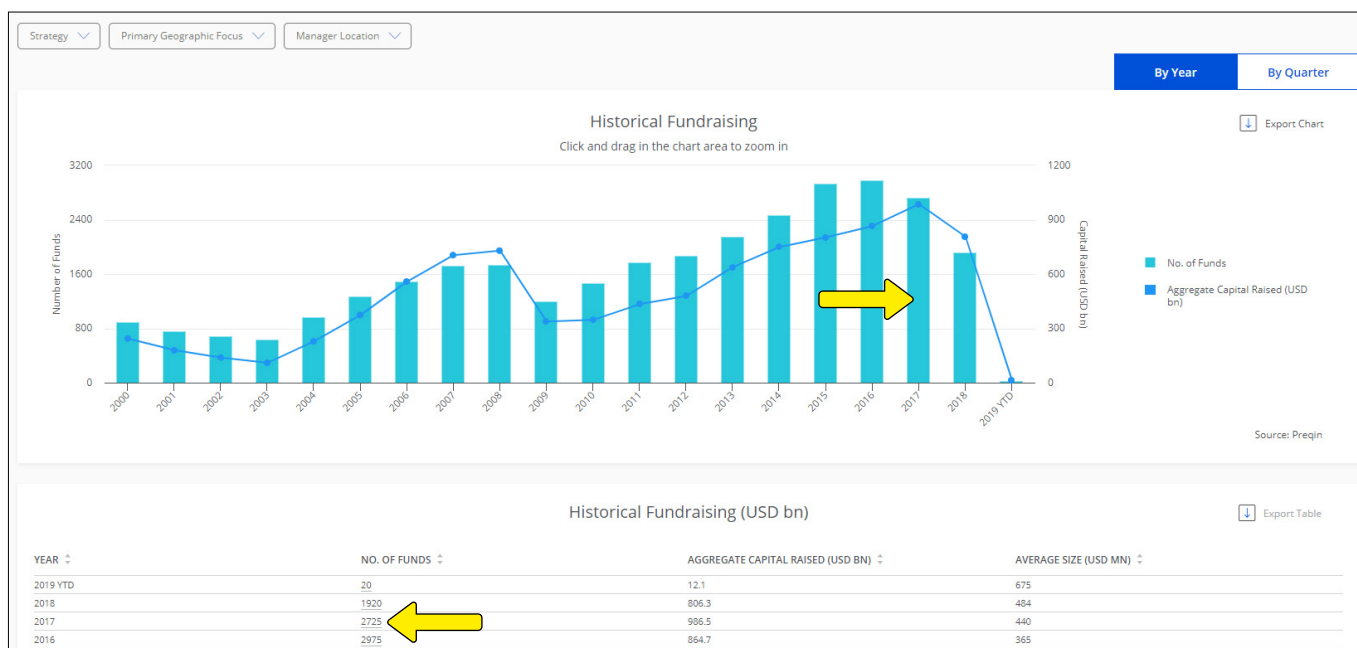 Strategy Primary Geographic Focus Manager Location
By Year By Quarter
Historical Fundraising
Export Chart
Click and drag in the chart area to zoom in
Number of Funds
3200
2400
1600
800
0
1200
900
600
300
0
Capital Raised (USD bn)
2000 2001 2002 2003 2004 2005 2006 2007 2008 2009 2010 2011 2012 2013 2014 2015 2016 2017 2018 2019 YTD
No. of Funds
Aggregate Capital Raised (USD
bn)
Source: Preqin
Historical Fundraising (USD bn)
Export Table
YEAR NO. OF FUNDS AGGREGATE CAPITAL RAISED (USD BN) AVERAGE SIZE (USD MN)
2019 YTD 20 12.1 675
2018 1920 806.3 484
2017 2725 986.5 440
2016 2975 864.7 365